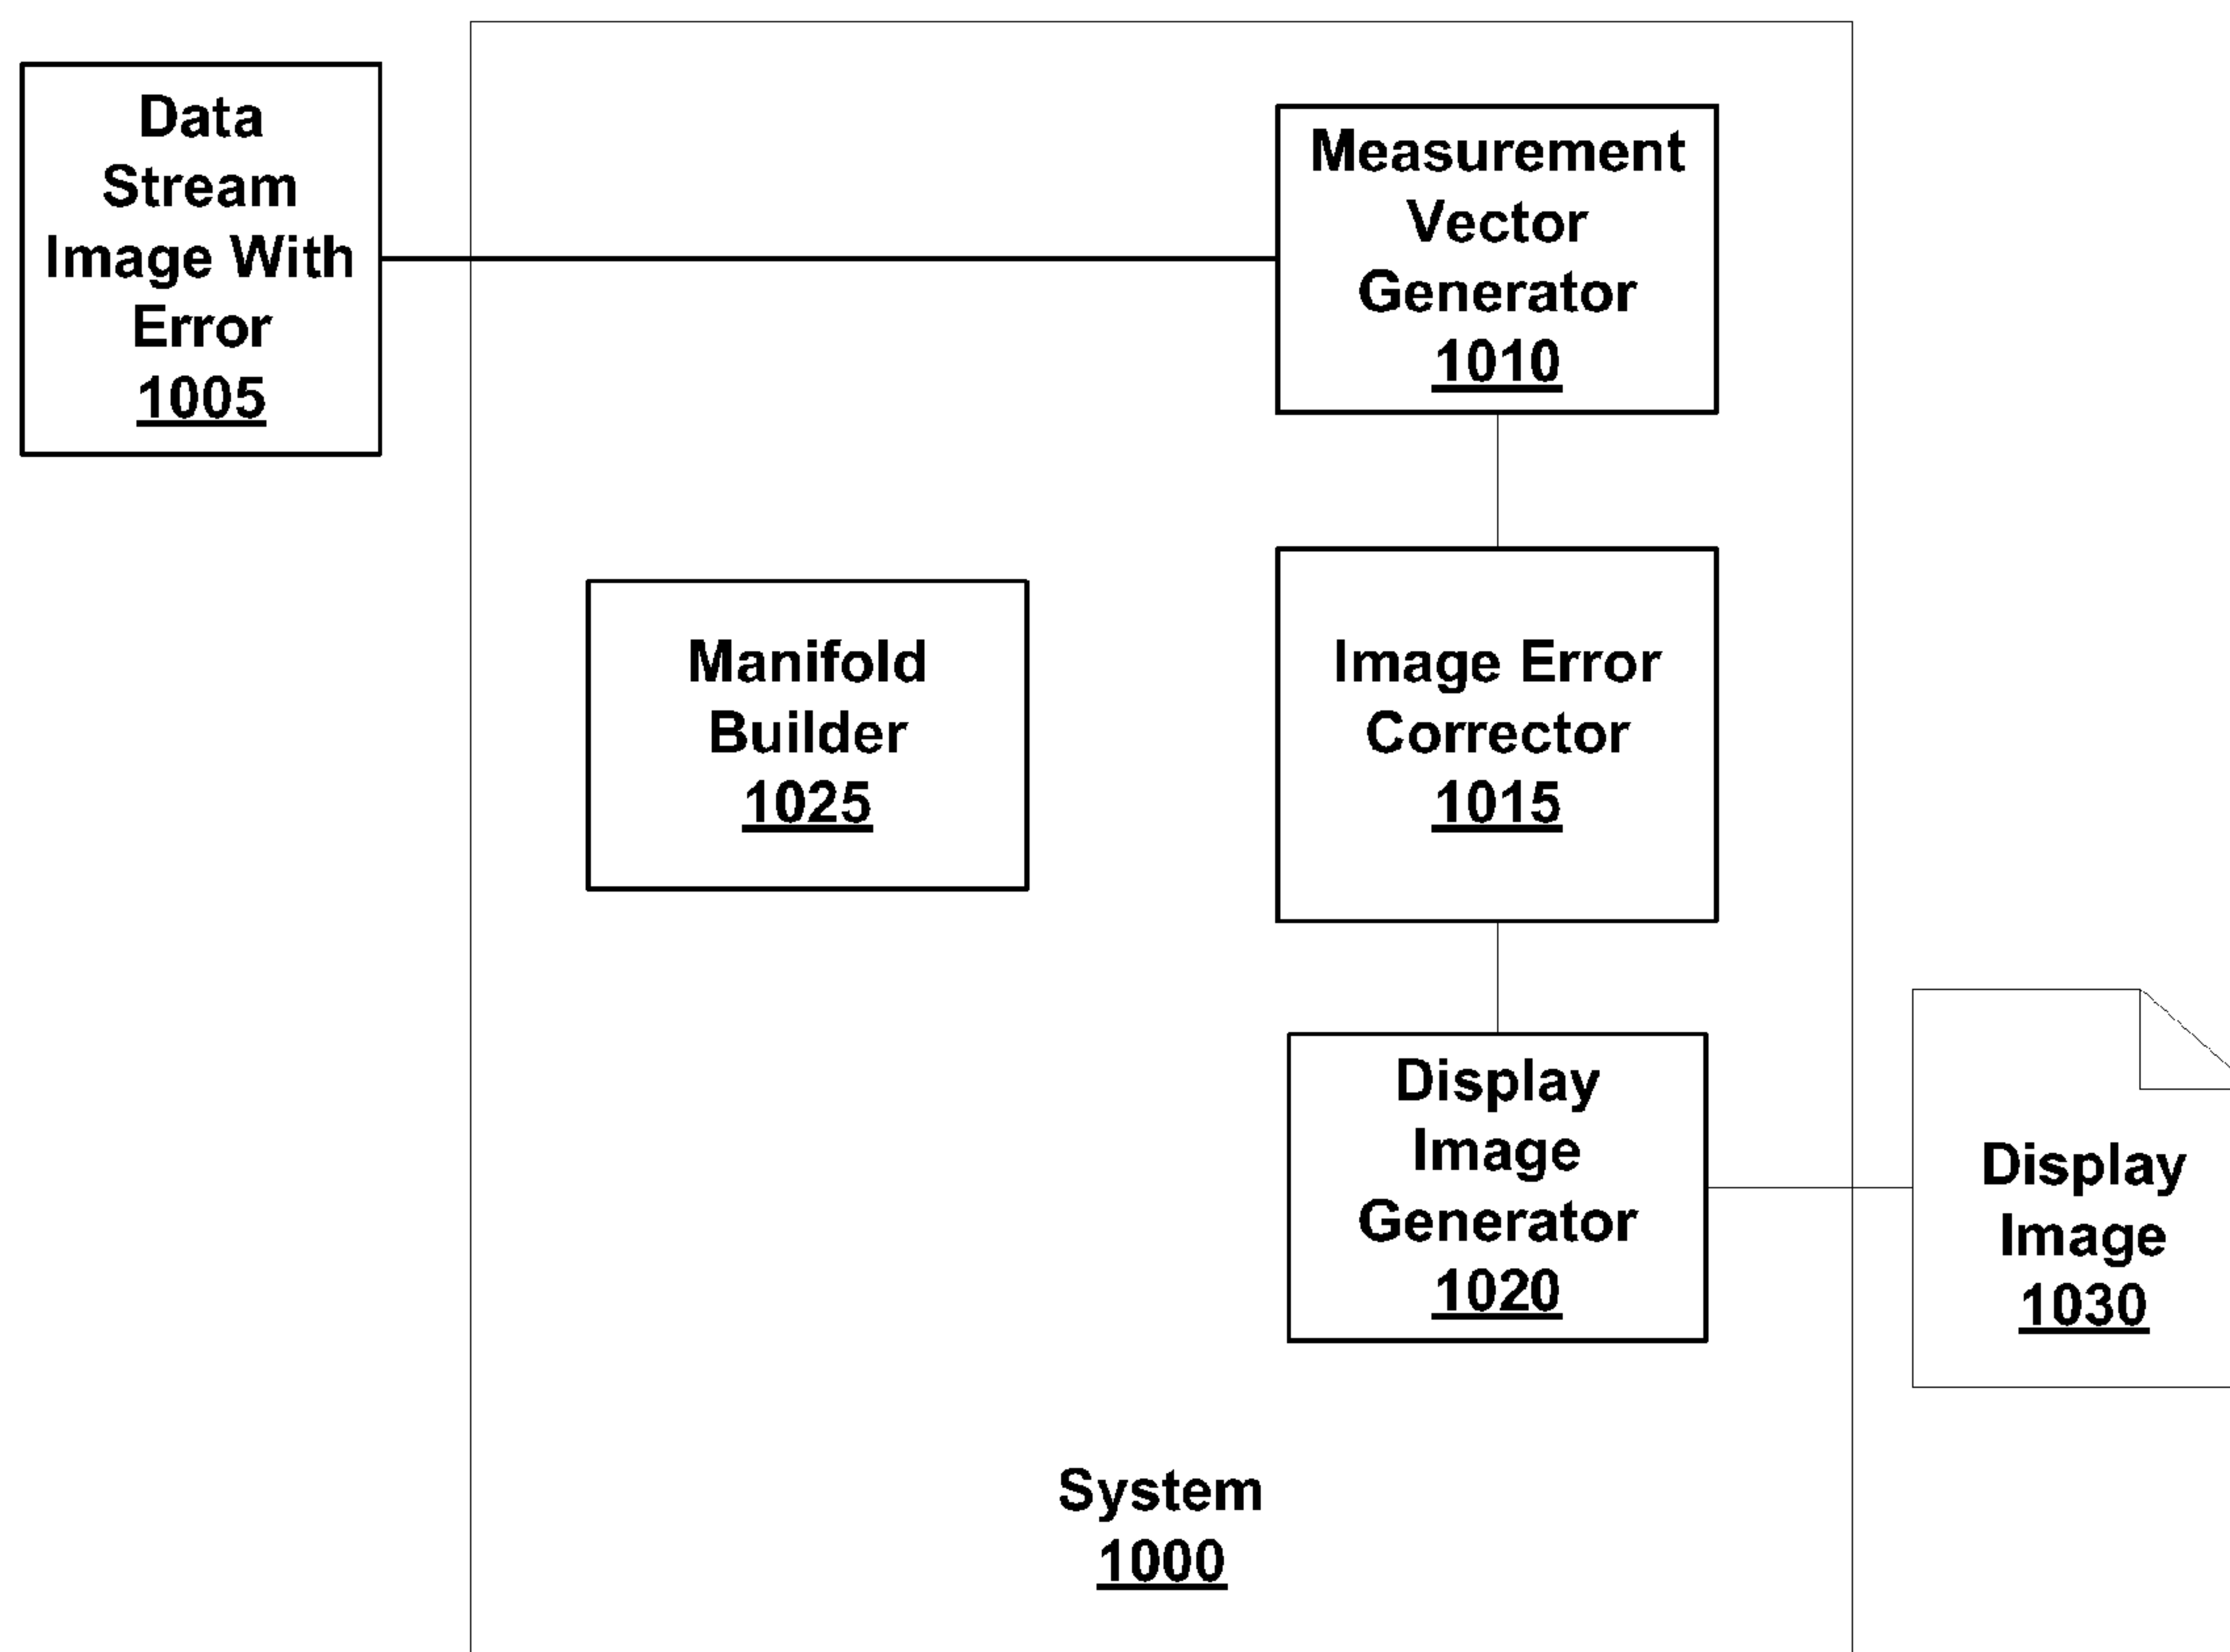 Data
Stream
Image With
Error
1005
Measurement
Vector
Generator
1010
Manifold
Builder
1025
Image Error
Corrector
1015
Display
Image
Generator
1020
Display
Image
1030
System
1000